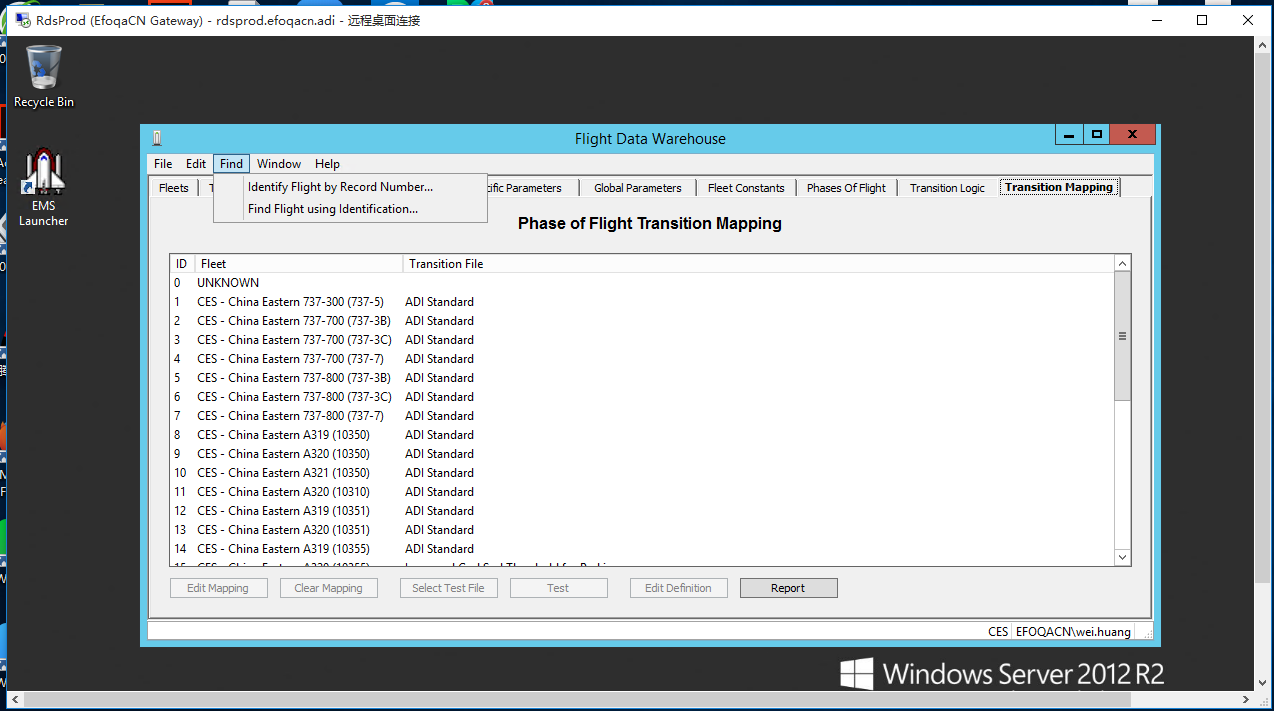 RdsProd (EfoqaCN Gateway) - rdsprod.efoqacn.adi - 远程桌面连接
Recycle Bin
EMS
Launcher
Flight Data Warehouse
File Edit Find Window Help
Identify Flight by Record Number...
Find Flight using Identification...
Fleets Parameters Global Parameters Fleet Constants Phases Of Flight Transition Logic Transition Mapping
Phase of Flight Transition Mapping
ID Fleet Transition File
0 UNKNOWN
1 CES - China Eastern 737-300 (737-5) ADI Standard
2 CES - China Eastern 737-700 (737-3B) ADI Standard
3 CES - China Eastern 737-700 (737-3C) ADI Standard
4 CES - China Eastern 737-700 (737-7) ADI Standard
5 CES - China Eastern 737-800 (737-3B) ADI Standard
6 CES - China Eastern 737-800 (737-3C) ADI Standard
7 CES - China Eastern 737-800 (737-7) ADI Standard
8 CES - China Eastern A319 (10350) ADI Standard
9 CES - China Eastern A320 (10350) ADI Standard
10 CES - China Eastern A321 (10350) ADI Standard
11 CES - China Eastern A320 (10310) ADI Standard
12 CES - China Eastern A319 (10351) ADI Standard
13 CES - China Eastern A320 (10351) ADI Standard
14 CES - China Eastern A319 (10355) ADI Standard
Edit Mapping Clear Mapping Select Test File Test Edit Definition Report
CES EFOQACN\wei.huang
Windows Server 2012 R2